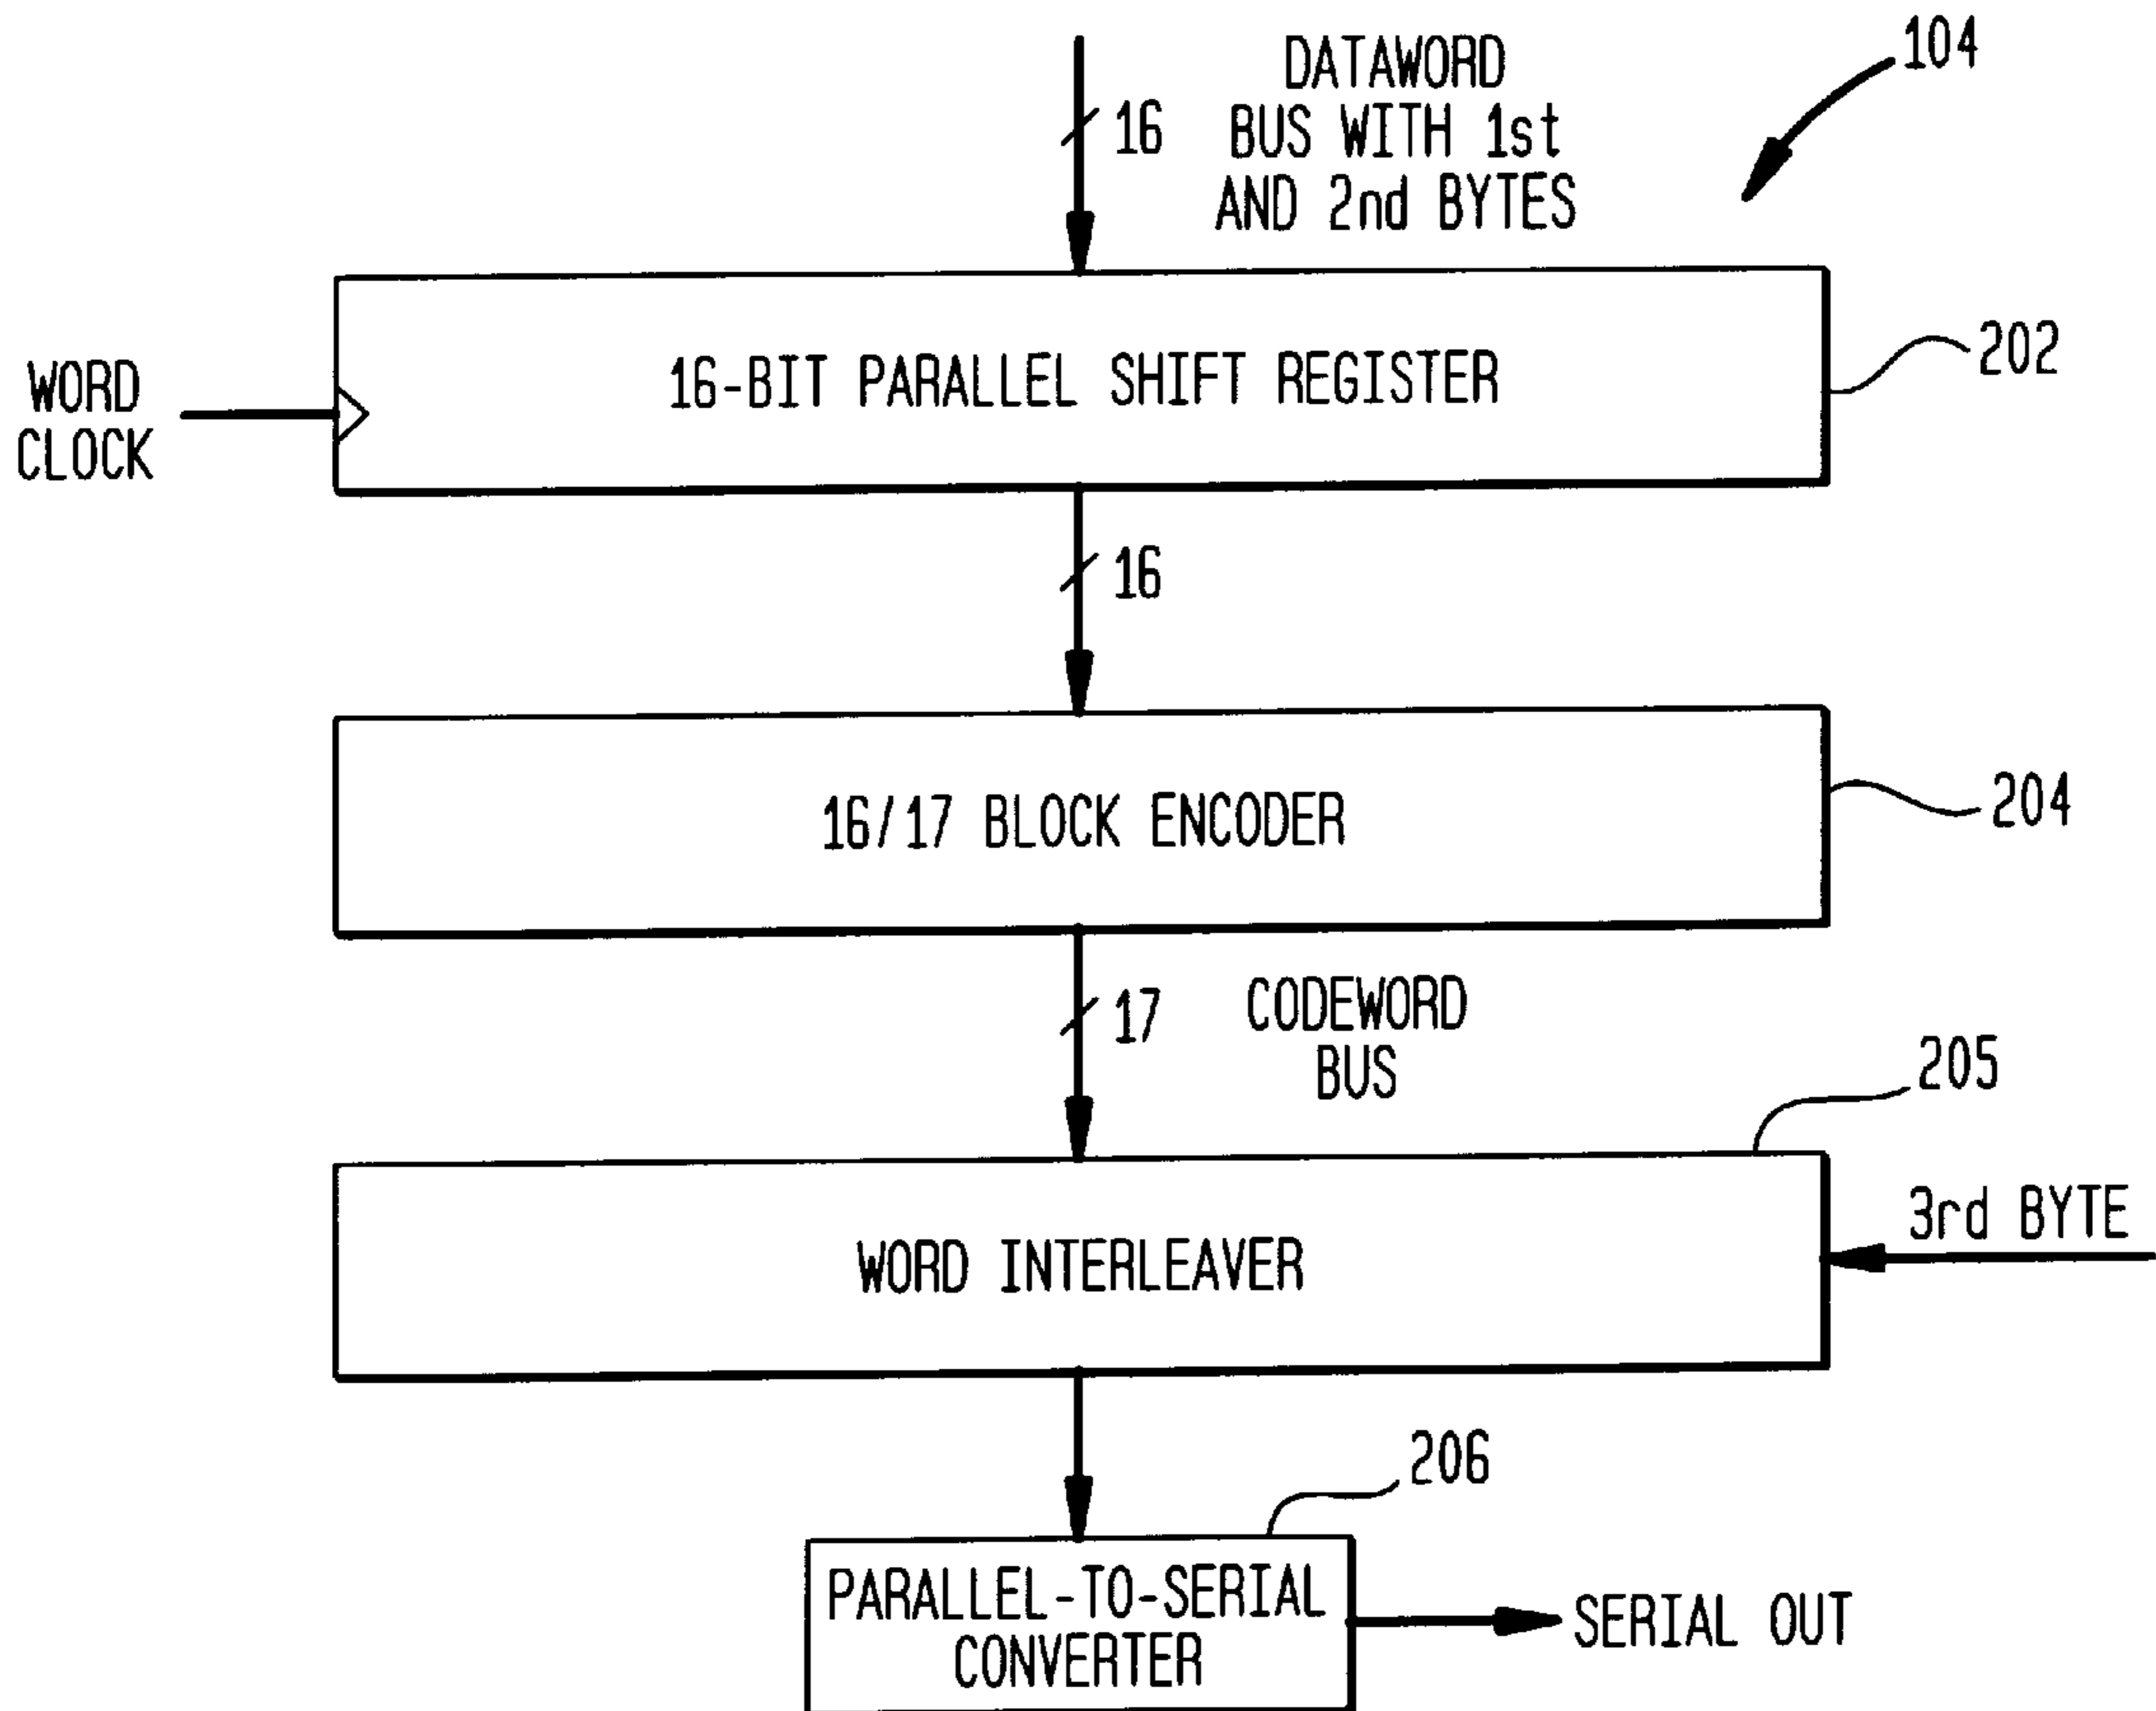 104
DATAWORD
BUS WITH 1st
AND 2nd BYTES
16
16-BIT PARALLEL SHIFT REGISTER
202
WORD
CLOCK
16
16/17 BLOCK ENCODER
204
17
CODEWORD
BUS
205
3rd BYTE
WORD INTERLEAVER
206
PARALLEL-TO-SERIAL
CONVERTER
SERIAL OUT